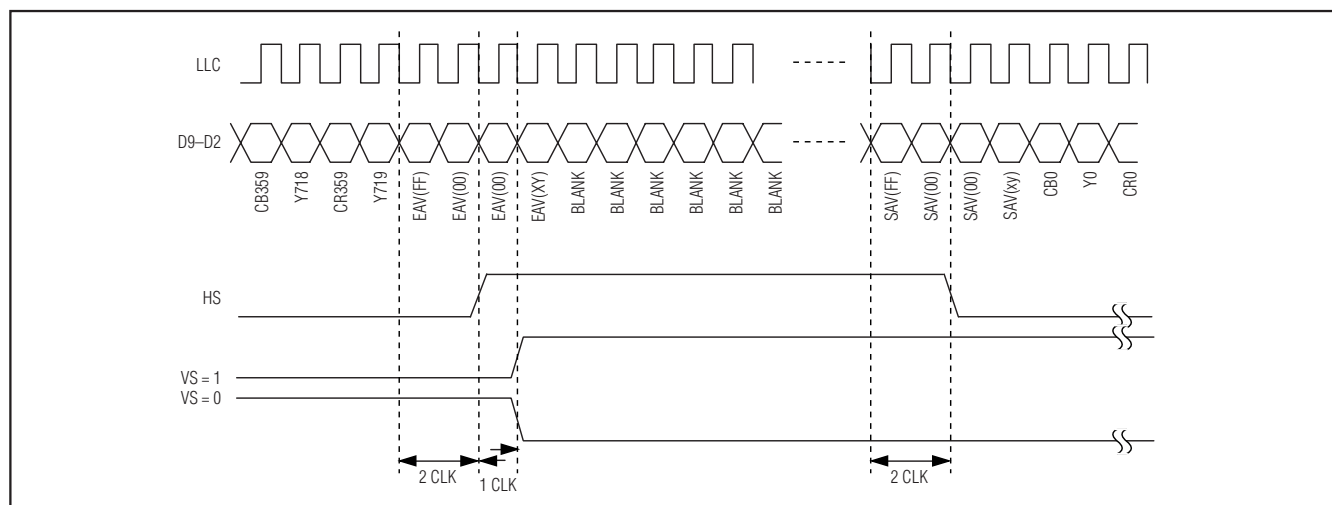 LLC
D9–D2
CB359
Y718
CR359
Y719
EAV(FF)
EAV(00)
EAV(00)
EAV(XY)
BLANK
BLANK
BLANK
BLANK
BLANK
BLANK
SAV(FF)
SAV(00)
SAV(00)
SAV(xy)
CB0
Y0
CR0
HS
VS = 1
VS = 0
2 CLK
1 CLK
2 CLK